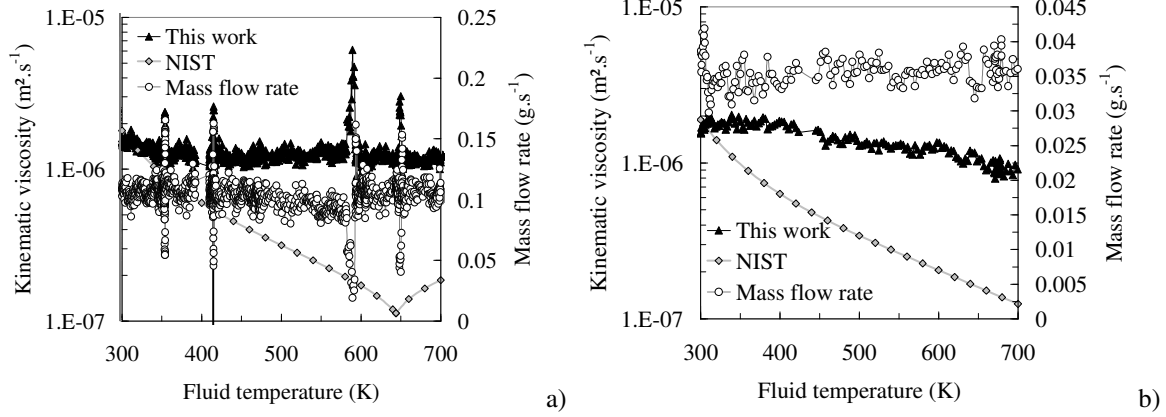 1.E-05
1.E-06
1.E-07
Kinematic viscosity (m².s⁻¹)
This work
NIST
Mass flow rate
0.25
0.2
0.15
0.1
0.05
0
Mass flow rate (g.s⁻¹)
300 400 500 600 700
Fluid temperature (K)
a)
1.E-05
1.E-06
1.E-07
Kinematic viscosity (m².s⁻¹)
This work
NIST
Mass flow rate
0.045
0.04
0.035
0.03
0.025
0.02
0.015
0.01
0.005
0
Mass flow rate (g.s⁻¹)
300 400 500 600 700
Fluid temperature (K)
b)